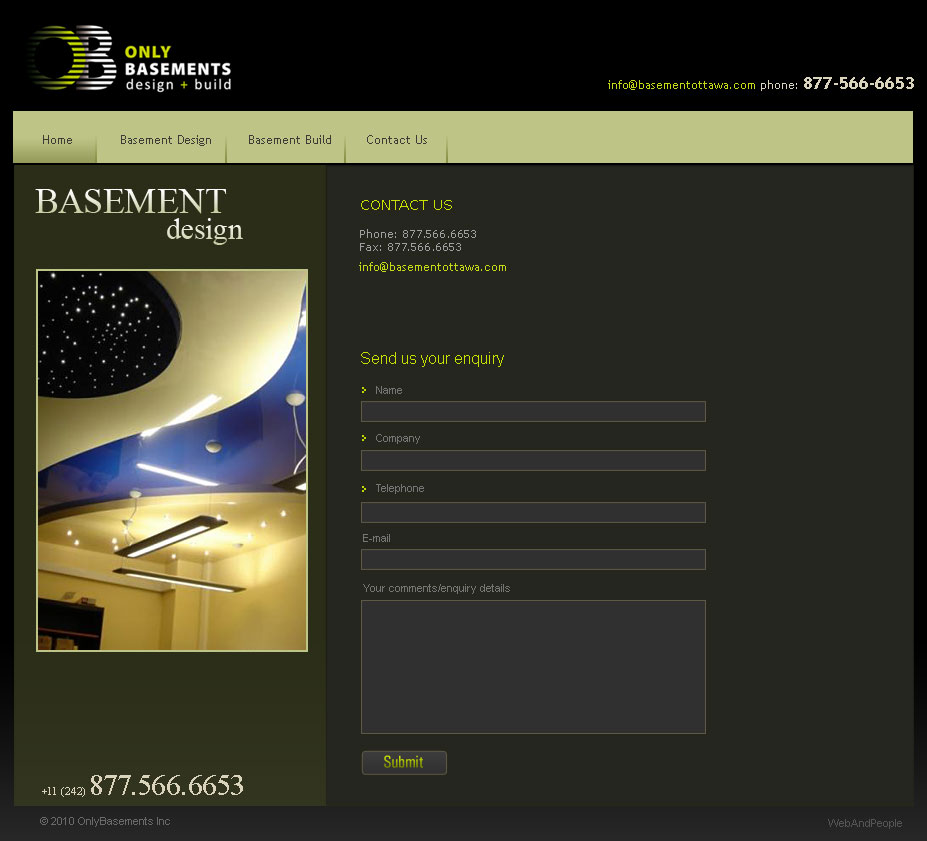 ONLY
BASEMENTS
design + build
info@basementottawa.com phone: 877-566-6653
Home Basement Design Basement Build Contact Us
BASEMENT
design
CONTACT US
Phone: 877.566.6653
Fax: 877.566.6653
info@basementottawa.com
Send us your enquiry
Name
Company
Telephone
E-mail
Your comments/enquiry details
Submit
+11 (242) 877.566.6653
© 2010 OnlyBasements Inc
WebAndPeople